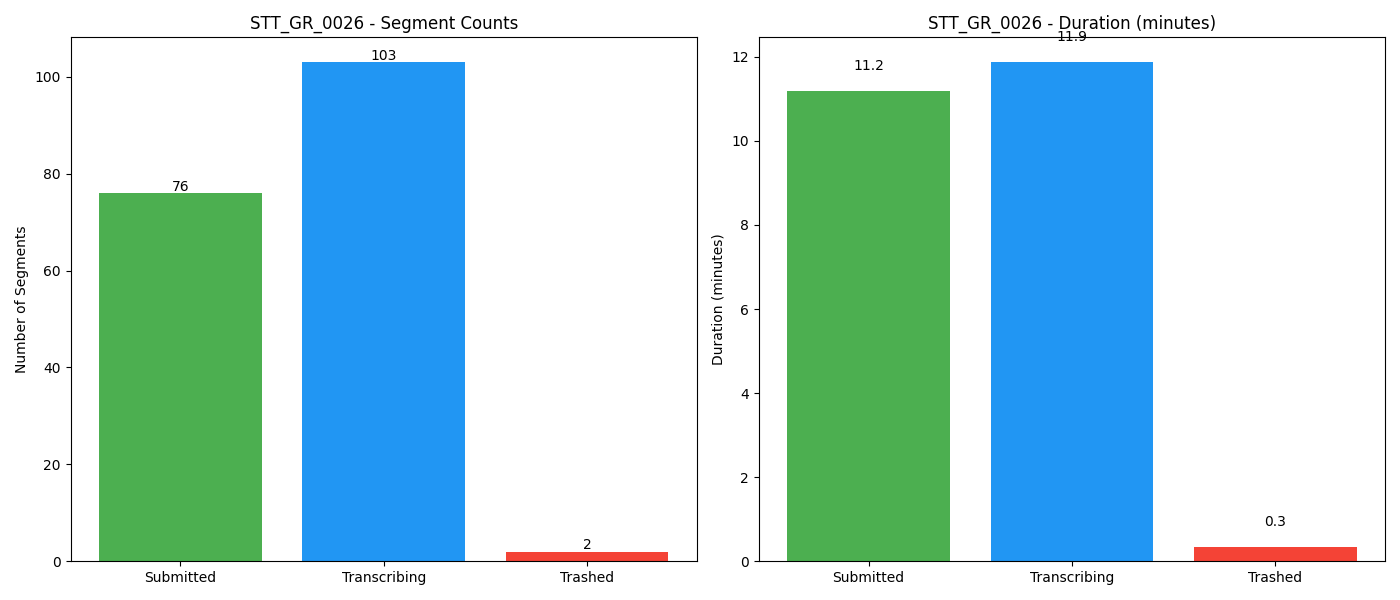 STT_GR_0026 - Segment Counts
Number of Segments
100
80
60
40
20
0
76
103
2
Submitted
Transcribing
Trashed
STT_GR_0026 - Duration (minutes)
Duration (minutes)
12
10
8
6
4
2
0
11.2
11.9
0.3
Submitted
Transcribing
Trashed